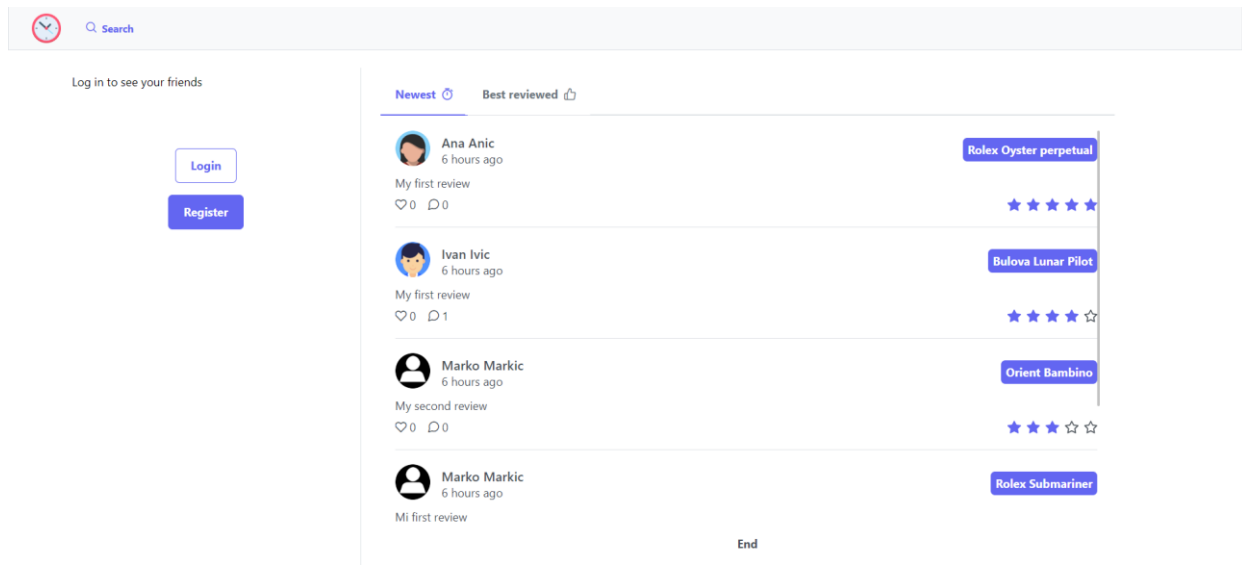 Search
Log in to see your friends
Login
Register
Newest Best reviewed
Ana Anic
6 hours ago
Rolex Oyster perpetual
My first review
0 0
Ivan Ivic
6 hours ago
Bulova Lunar Pilot
My first review
0 1
Marko Markic
6 hours ago
Orient Bambino
My second review
0 0
Marko Markic
6 hours ago
Rolex Submariner
Mi first review
End